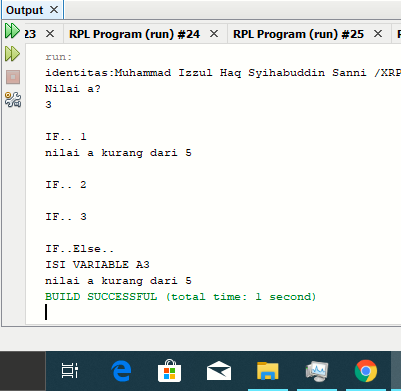 Output
23
RPL Program (run) #24
RPL Program (run) #25
run:
identitas:Muhammad Izzul Haq Syihabuddin Sanni /XRP
Nilai a?
3
IF.. 1
nilai a kurang dari 5
IF.. 2
IF.. 3
IF..Else..
ISI VARIABLE A3
nilai a kurang dari 5
BUILD SUCCESSFUL (total time: 1 second)